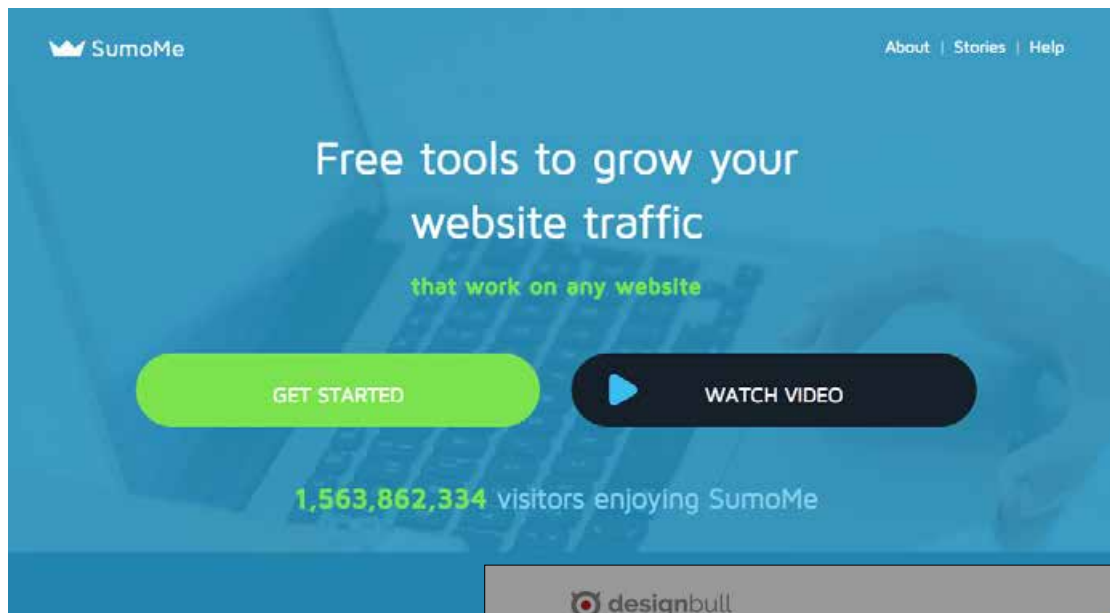 SumoMe
About | Stories | Help
Free tools to grow your
website traffic
that work on any website
GET STARTED
WATCH VIDEO
1,563,862,334 visitors enjoying SumoMe
designbull